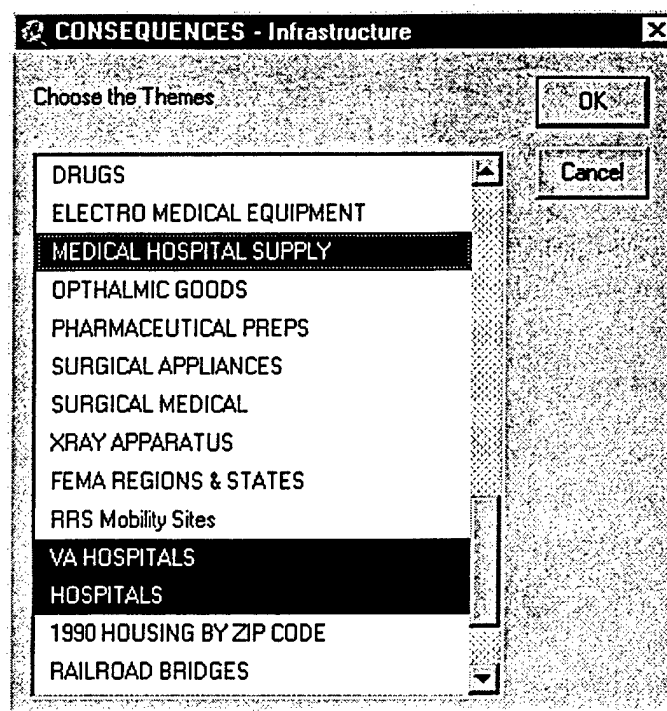 CONSEQUENCES - Infrastructure
Choose the Themes
OK
Cancel
DRUGS
ELECTRO MEDICAL EQUIPMENT
MEDICAL HOSPITAL SUPPLY
OPTHALMIC GOODS
PHARMACEUTICAL PREPS
SURGICAL APPLIANCES
SURGICAL MEDICAL
XRAY APPARATUS
FEMA REGIONS & STATES
RRS Mobility Sites
VA HOSPITALS
HOSPITALS
1990 HOUSING BY ZIP CODE
RAILROAD BRIDGES